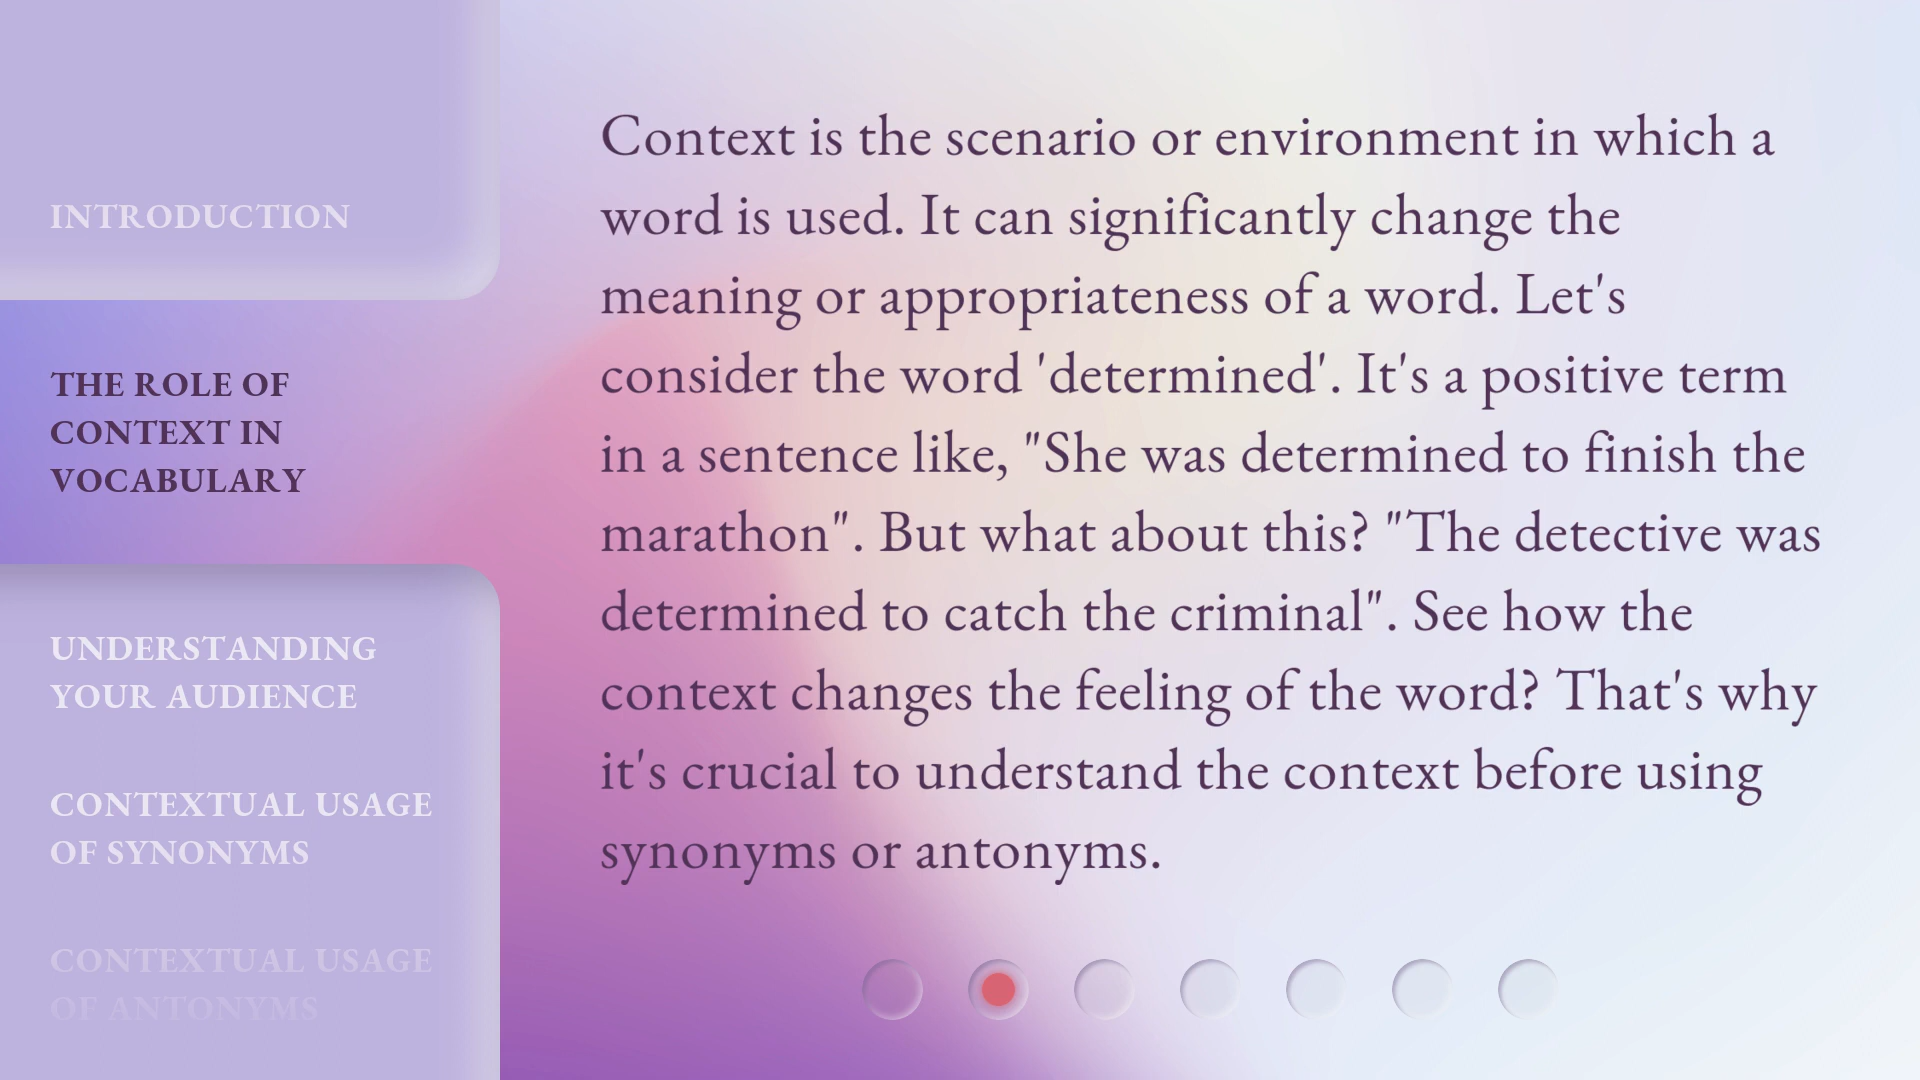 INTRODUCTION
THE ROLE OF
CONTEXT IN
VOCABULARY
UNDERSTANDING
YOUR AUDIENCE
CONTEXTUAL USAGE
OF SYNONYMS
CONTEXTUAL USAGE
OF ANTONYMS
Context is the scenario or environment in which a
word is used. It can significantly change the
meaning or appropriateness of a word. Let's
consider the word 'determined'. It's a positive term
in a sentence like, "She was determined to finish the
marathon". But what about this? "The detective was
determined to catch the criminal". See how the
context changes the feeling of the word? That's why
it's crucial to understand the context before using
synonyms or antonyms.